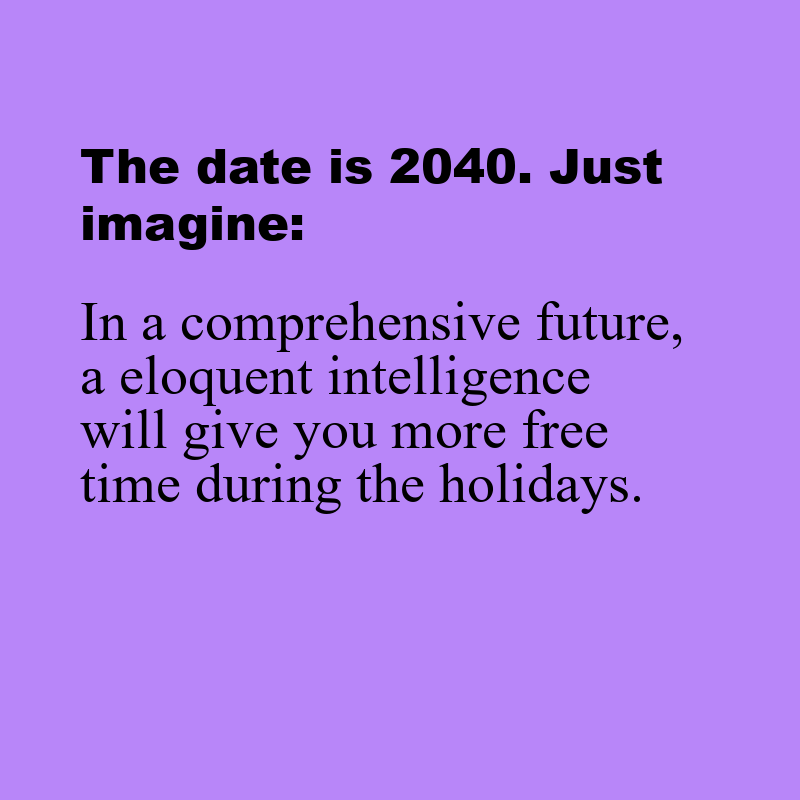 The date is 2040. Just
imagine:
In a comprehensive future,
a eloquent intelligence
will give you more free
time during the holidays.